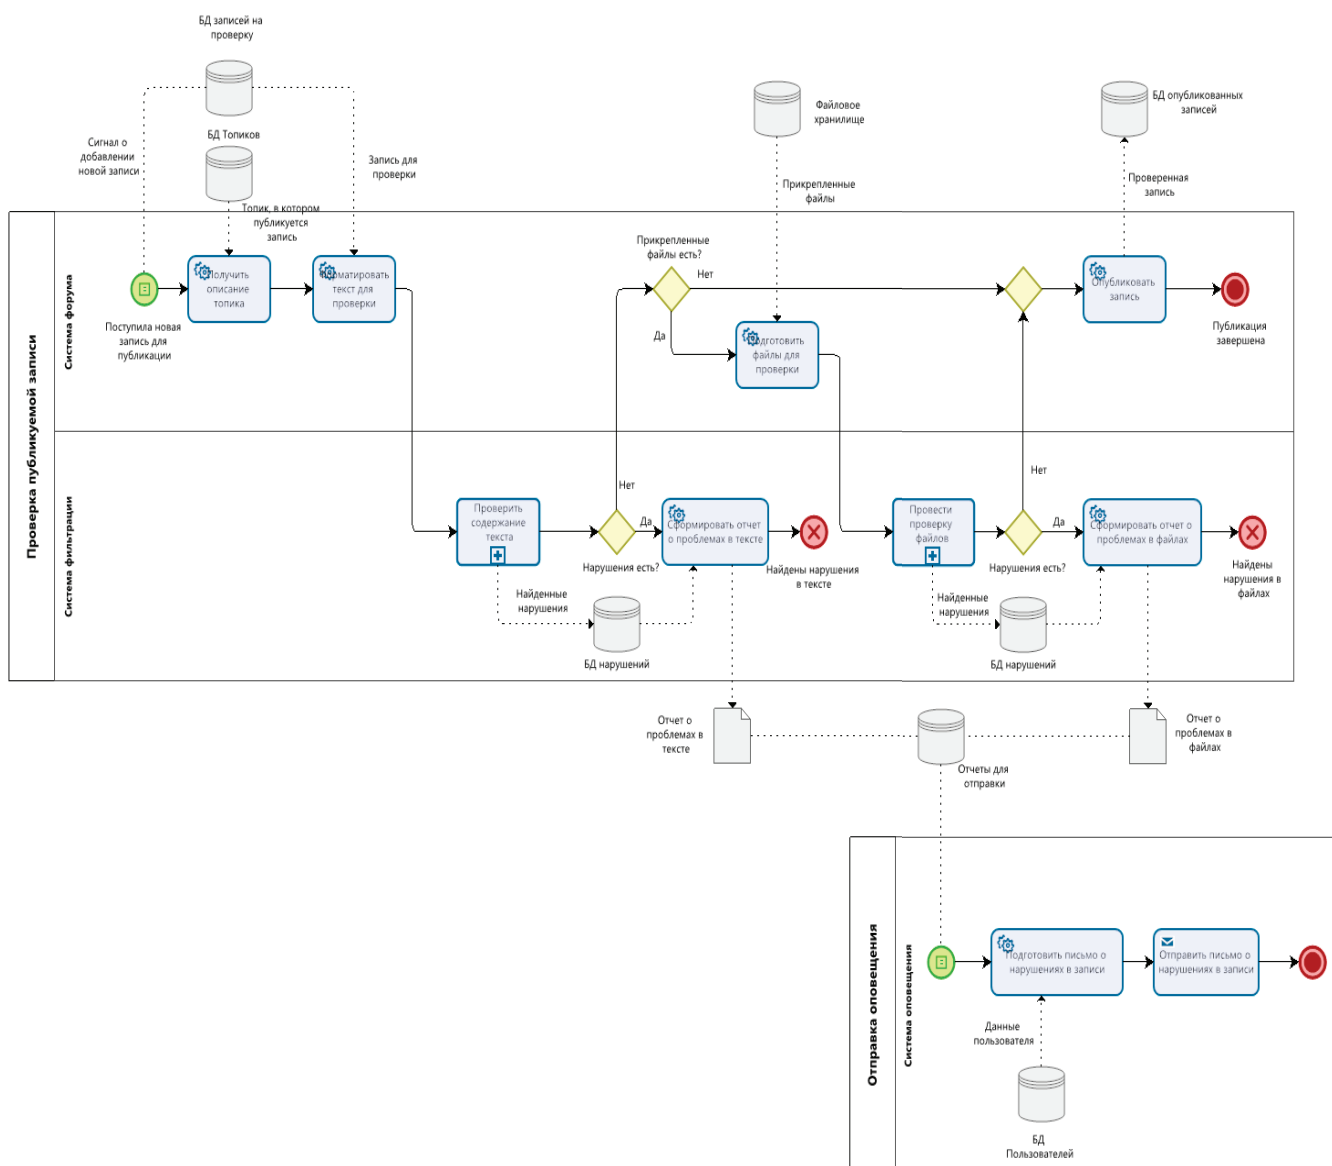 БД записей на
проверку
БД Топиков
Сигнал о
добавлении
новой записи
Запись для
проверки
Топик, в котором
публикуется
запись
Файловое
хранилище
Прикрепленные
файлы
БД опубликованных
записей
Проверенная
запись
Проверка публикуемой записи
Система форума
Поступила новая
запись для
публикации
Получить
описание
топика
Форматировать
текст для
проверки
Прикрепленные
файлы есть?
Нет
Да
Подготовить
файлы для
проверки
Опубликовать
запись
Публикация
завершена
Система фильтрации
Проверить
содержание
текста
Нет
Да
Нарушения есть?
Сформировать отчет
о проблемах в тексте
Найдены нарушения
в тексте
Найденные
нарушения
БД нарушений
Провести
проверку
файлов
Нет
Да
Нарушения есть?
Сформировать отчет о
проблемах в файлах
Найдены
нарушения в
файлах
Найденные
нарушения
БД нарушений
Отчет о
проблемах в
тексте
Отчеты для
отправки
Отчет о
проблемах в
файлах
Отправка оповещения
Система оповещения
Подготовить письмо о
нарушениях в записи
Отправить письмо о
нарушениях в записи
Данные
пользователя
БД
Пользователей